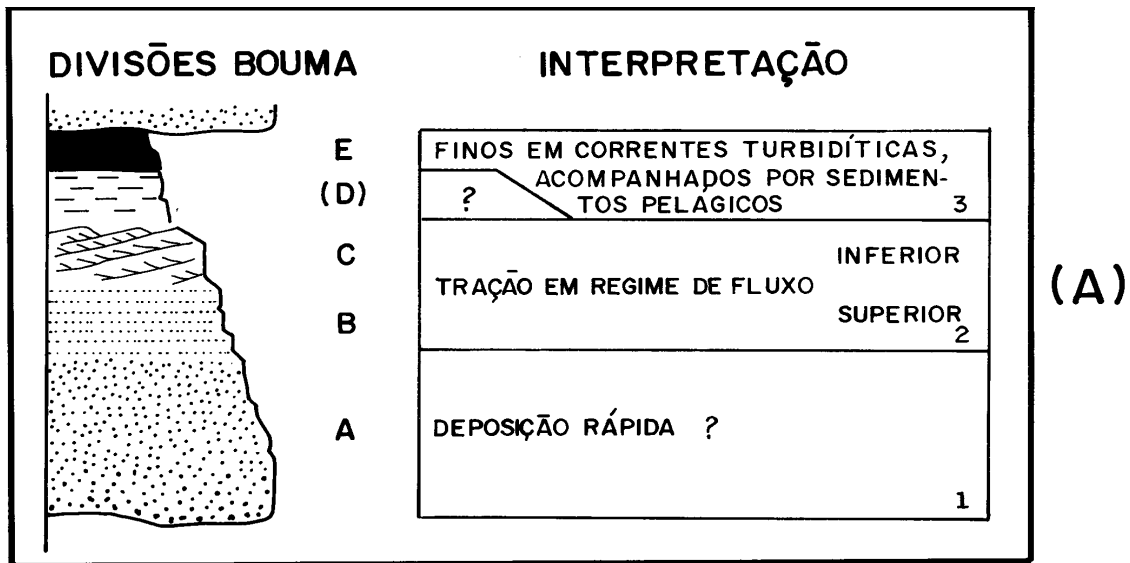 DIVISÕES BOUMA
INTERPRETAÇÃO
E
FINOS EM CORRENTES TURBIDÍTICAS,
ACOMPANHADOS POR SEDIMEN-
TOS PELÁGICOS
3
(D)
?
C
INFERIOR
TRAÇÃO EM REGIME DE FLUXO
B
SUPERIOR
2
A
DEPOSIÇÃO RÁPIDA ?
1
(A)